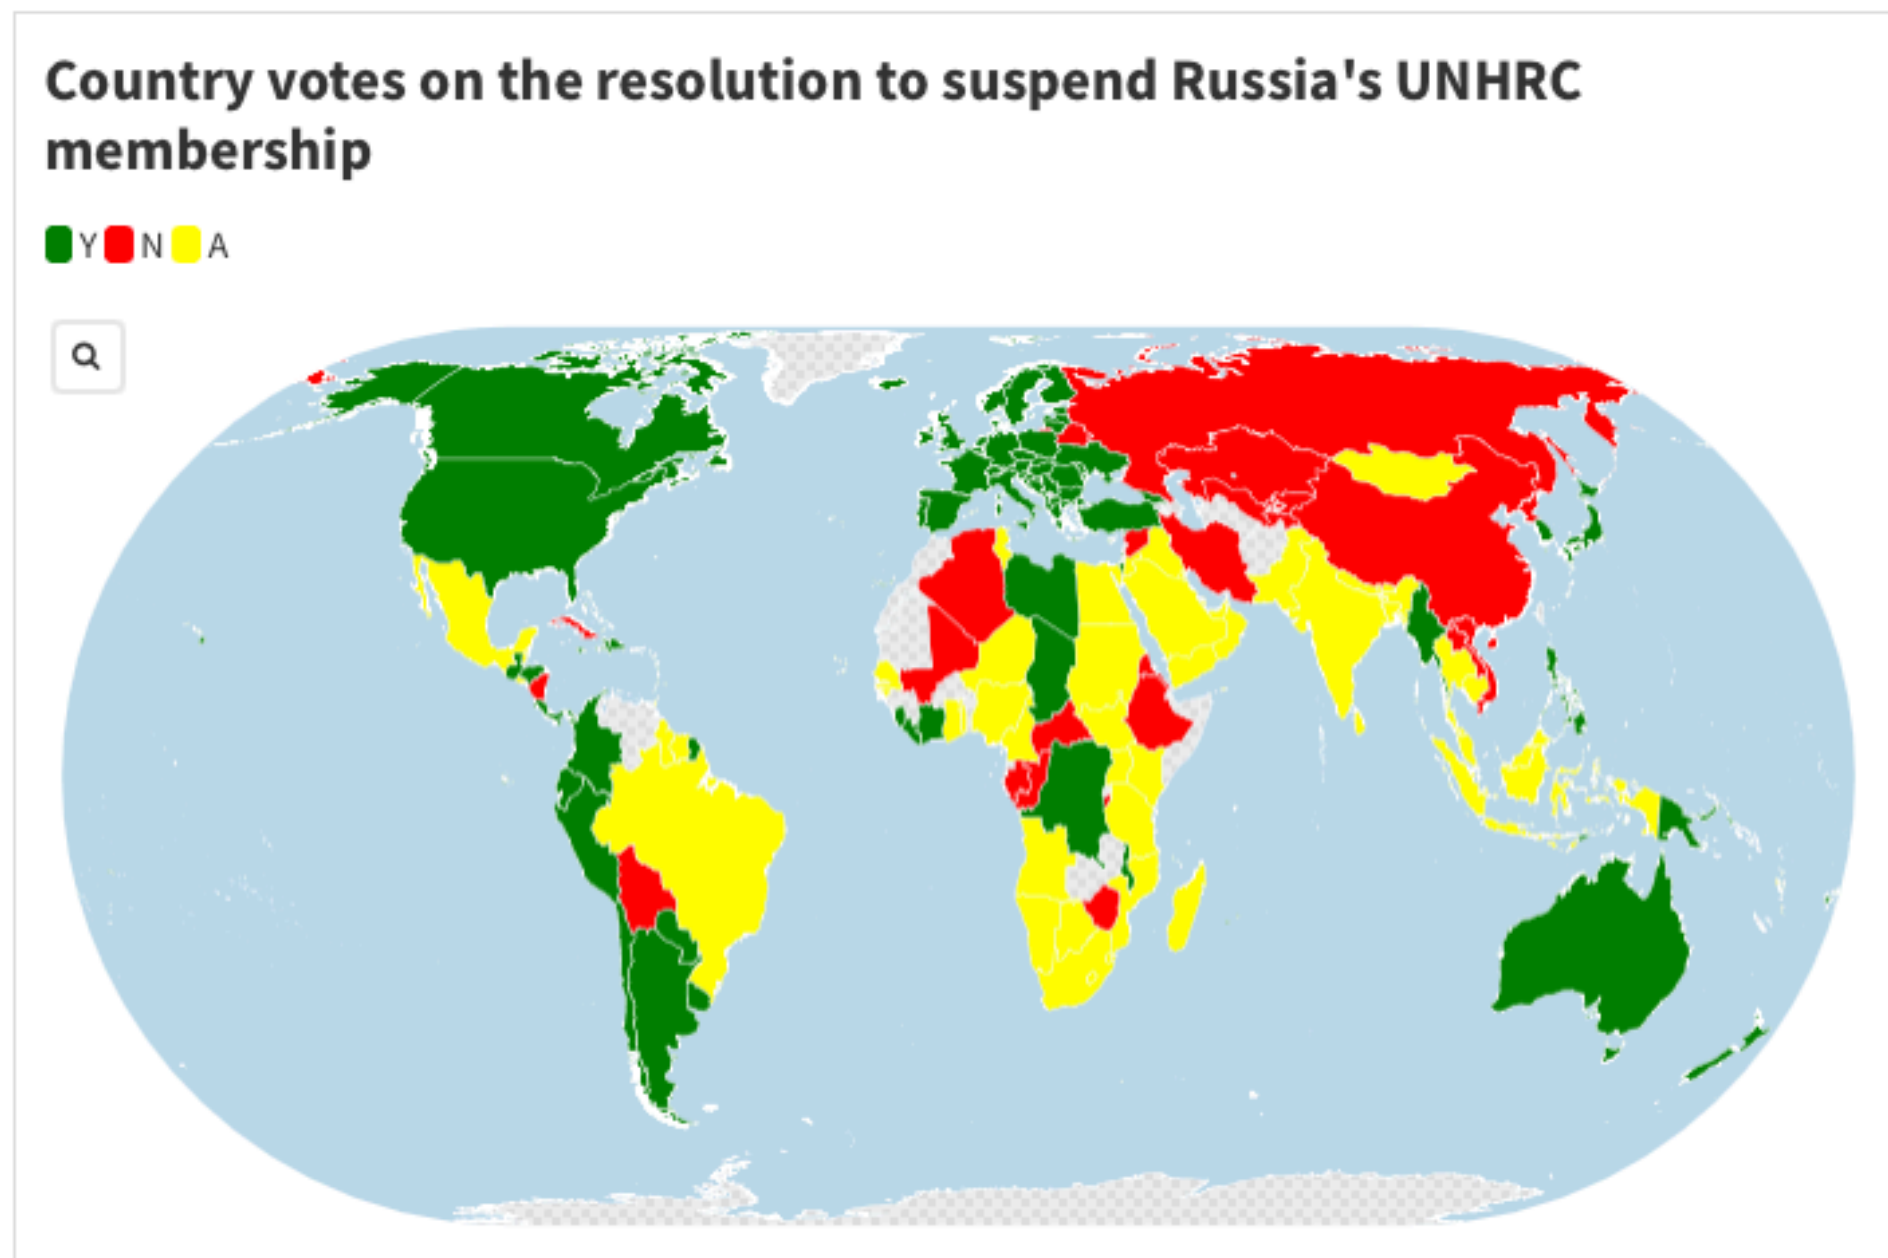 Country votes on the resolution to suspend Russia's UNHRC
membership
Y N A